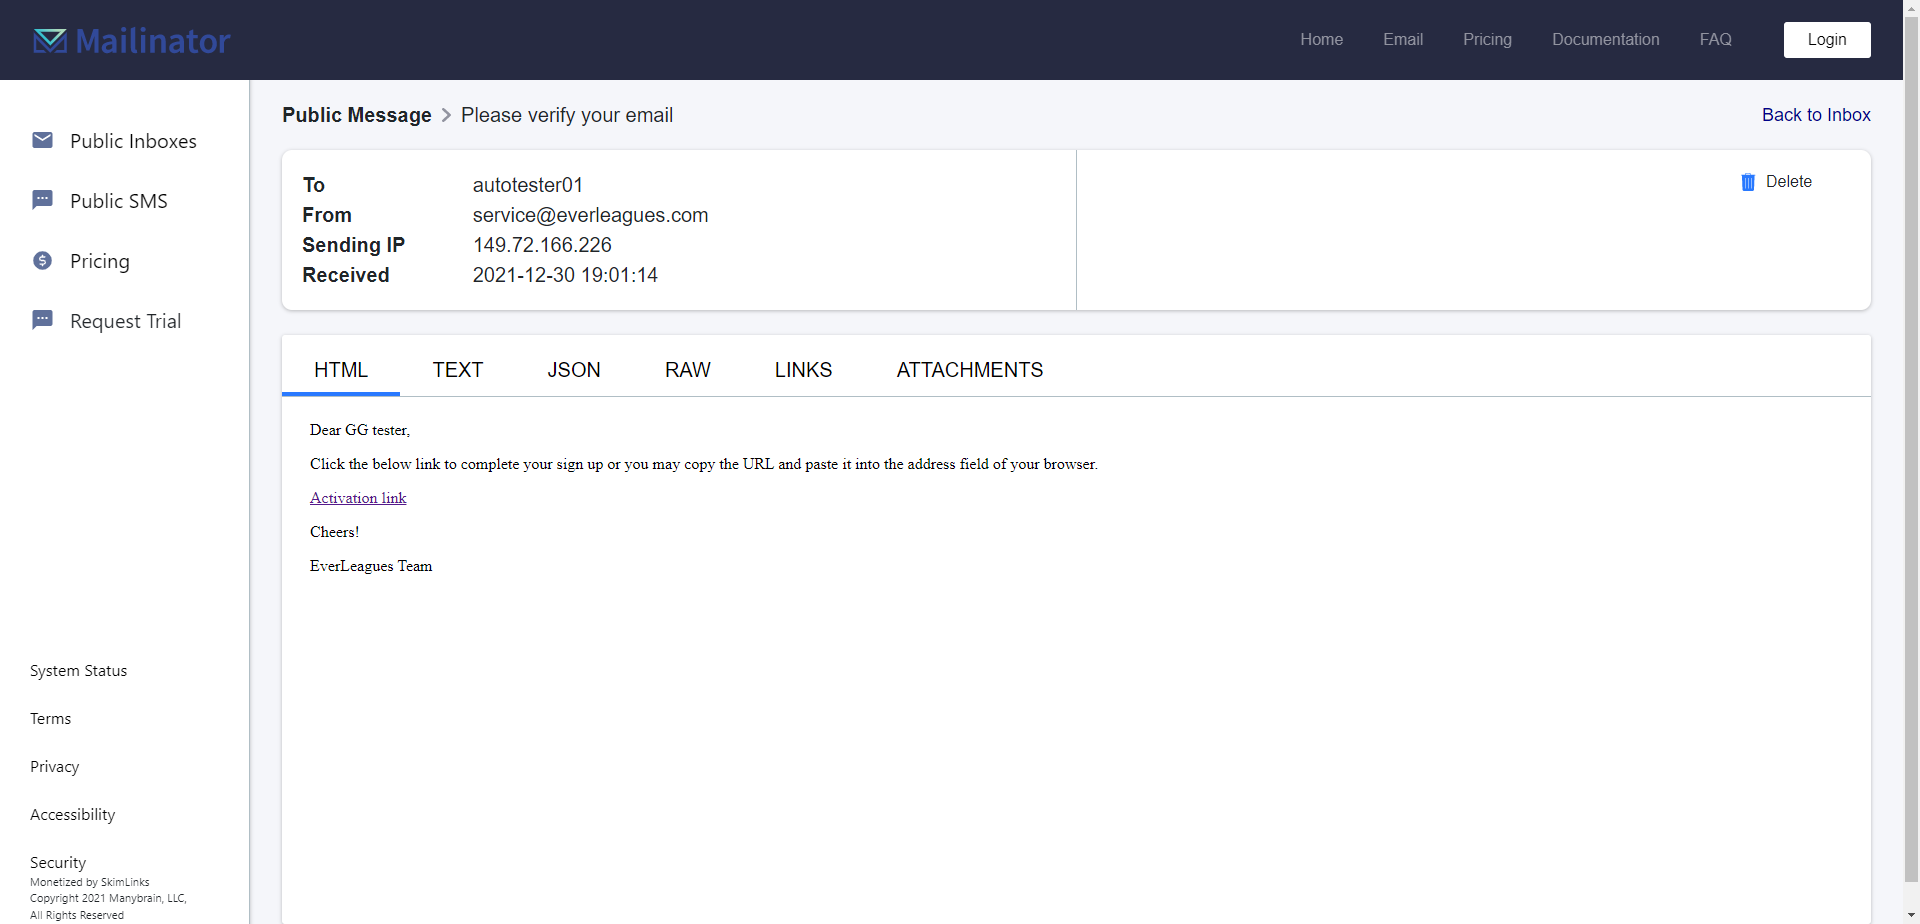 Mailinator
Home Email Pricing Documentation FAQ Login
Public Inboxes
Public SMS
Pricing
Request Trial
System Status
Terms
Privacy
Accessibility
Security
Monetized by SkimLinks
Copyright 2021 Manybrain, LLC,
All Rights Reserved
Public Message > Please verify your email
Back to Inbox
To autotester01
From service@everleagues.com
Sending IP 149.72.166.226
Received 2021-12-30 19:01:14
Delete
HTML TEXT JSON RAW LINKS ATTACHMENTS
Dear GG tester,
Click the below link to complete your sign up or you may copy the URL and paste it into the address field of your browser.
Activation link
Cheers!
EverLeagues Team